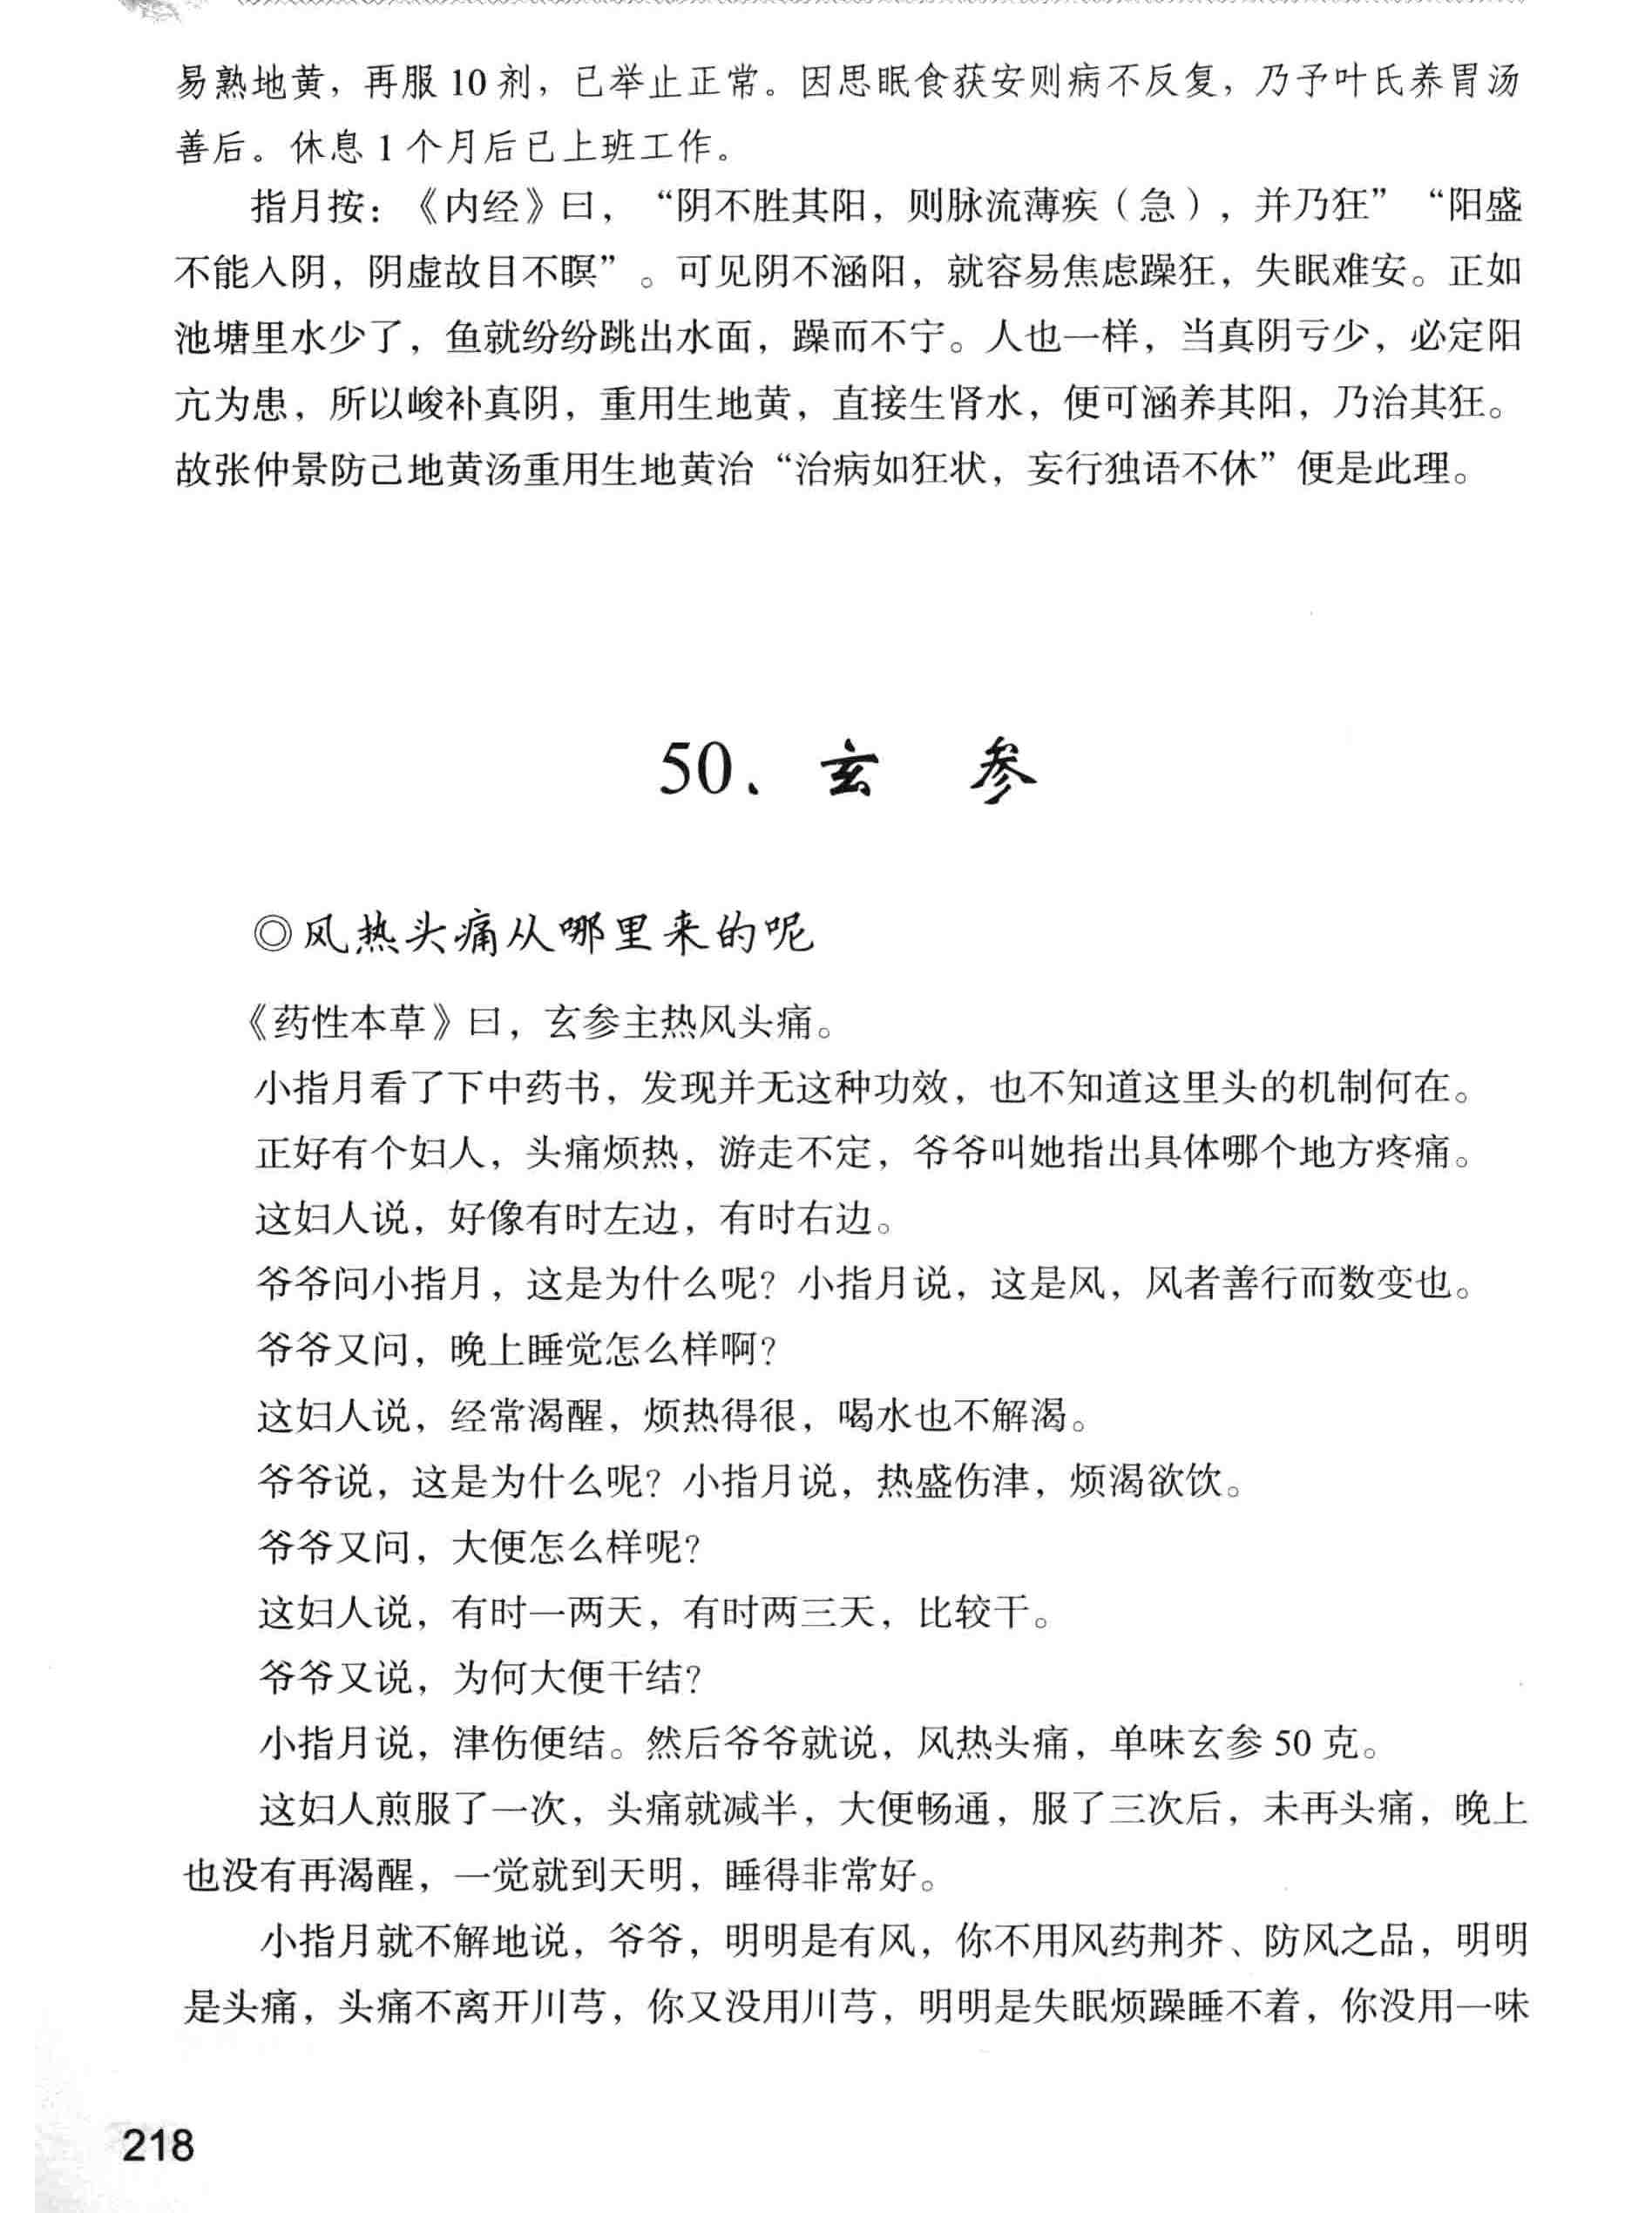 易熟地黄，再服 10 剂，已举止正常。因思眠食获安则病不反复，乃予叶氏养胃汤
善后。休息 1 个月后已上班工作。
指月按：《内经》曰，“阴不胜其阳，则脉流薄疾（急），并乃狂”“阳盛
不能入阴，阴虚故目不瞑”。可见阴不涵阳，就容易焦虑躁狂，失眠难安。正如
池塘里水少了，鱼就纷纷跳出水面，躁而不宁。人也一样，当真阴亏少，必定阳
亢为患，所以峻补真阴，重用生地黄，直接生肾水，便可涵养其阳，乃治其狂。
故张仲景防己地黄汤重用生地黄治“治病如狂状，妄行独语不休”便是此理。
50、玄 参
◎风热头痛从哪里来的呢
《药性本草》曰，玄参主热风头痛。
小指月看了下中药书，发现并无这种功效，也不知道这里头的机制何在。
正好有个妇人，头痛烦热，游走不定，爷爷叫她指出具体哪个地方疼痛。
这妇人说，好像有时左边，有时右边。
爷爷问小指月，这是为什么呢？小指月说，这是风，风者善行而数变也。
爷爷又问，晚上睡觉怎么样啊？
这妇人说，经常渴醒，烦热得很，喝水也不解渴。
爷爷说，这是为什么呢？小指月说，热盛伤津，烦渴欲饮。
爷爷又问，大便怎么样呢？
这妇人说，有时一两天，有时两三天，比较干。
爷爷又说，为何大便干结？
小指月说，津伤便结。然后爷爷就说，风热头痛，单味玄参 50 克。
这妇人煎服了一次，头痛就减半，大便畅通，服了三次后，未再头痛，晚上
也没有再渴醒，一觉就到天明，睡得非常好。
小指月就不解地说，爷爷，明明是有风，你不用风药荆芥、防风之品，明明
是头痛，头痛不离开川芎，你又没用川芎，明明是失眠烦躁睡不着，你没用一味
218